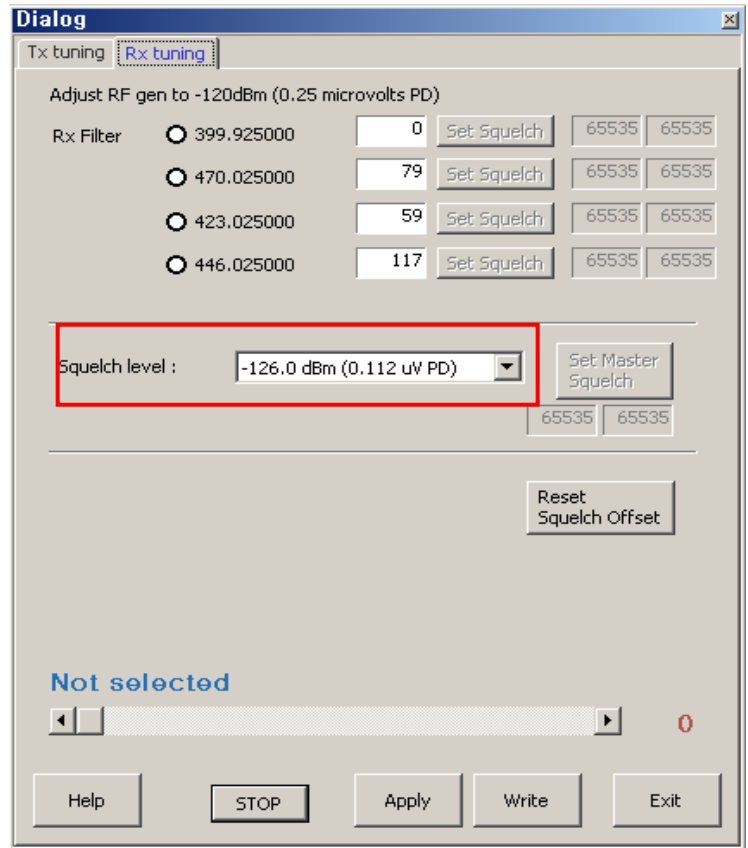 Dialog
Tx tuning Rx tuning
Adjust RF gen to -120dBm (0.25 microvolts PD)
Rx Filter 399.925000 0 Set Squelch 65535 65535
470.025000 79 Set Squelch 65535 65535
423.025000 59 Set Squelch 65535 65535
446.025000 117 Set Squelch 65535 65535
Squelch level : -126.0 dBm (0.112 uV PD) Set Master
Squelch
65535 65535
Reset
Squelch Offset
Not selected
0
Help STOP Apply Write Exit